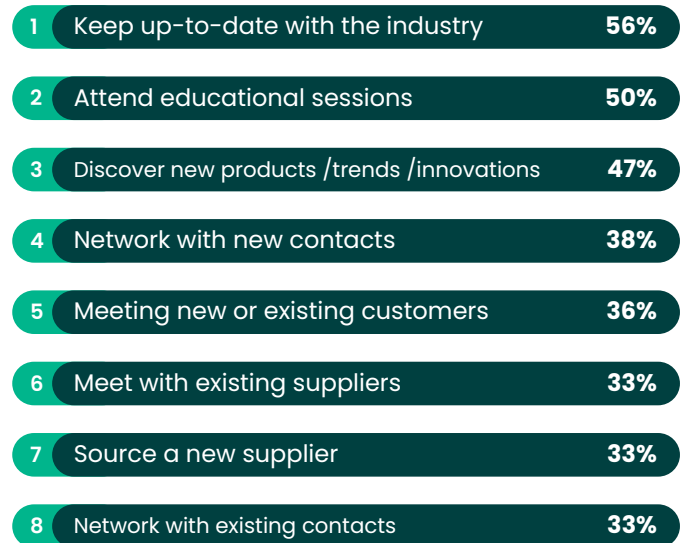 1 Keep up-to-date with the industry 56%
2 Attend educational sessions 50%
3 Discover new products /trends /innovations 47%
4 Network with new contacts 38%
5 Meeting new or existing customers 36%
6 Meet with existing suppliers 33%
7 Source a new supplier 33%
8 Network with existing contacts 33%